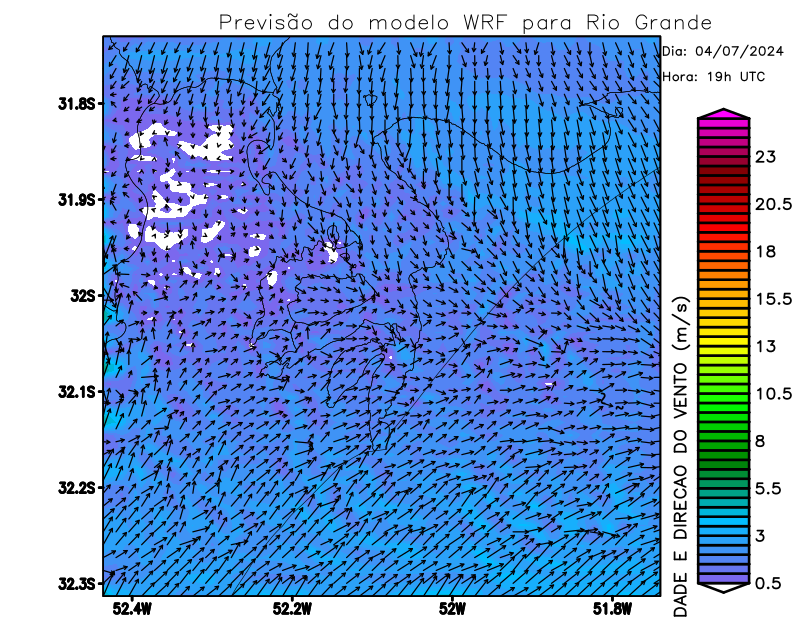 Previsão do modelo WRF para Rio Grande
Dia: 04/07/2024
Hora: 19h UTC
31.8S
31.9S
32S
32.1S
32.2S
32.3S
52.4W
52.2W
52W
51.8W
23
20.5
18
15.5
13
10.5
8
5.5
3
0.5
DADE E DIRECAO DO VENTO (m/s)